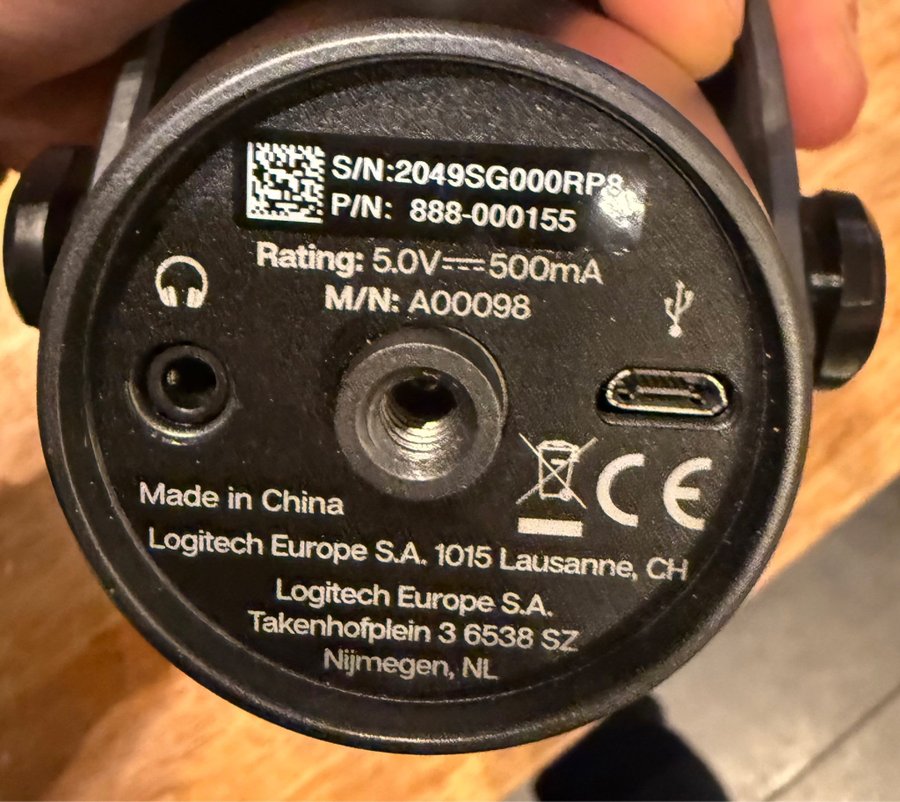 S/N:2049SG000RP8
P/N: 888-000155
Rating: 5.0V⎓500mA
M/N: A00098
CE
Made in China
Logitech Europe S.A. 1015 Lausanne, CH
Logitech Europe S.A.
Takenhofplein 3 6538 SZ
Nijmegen, NL